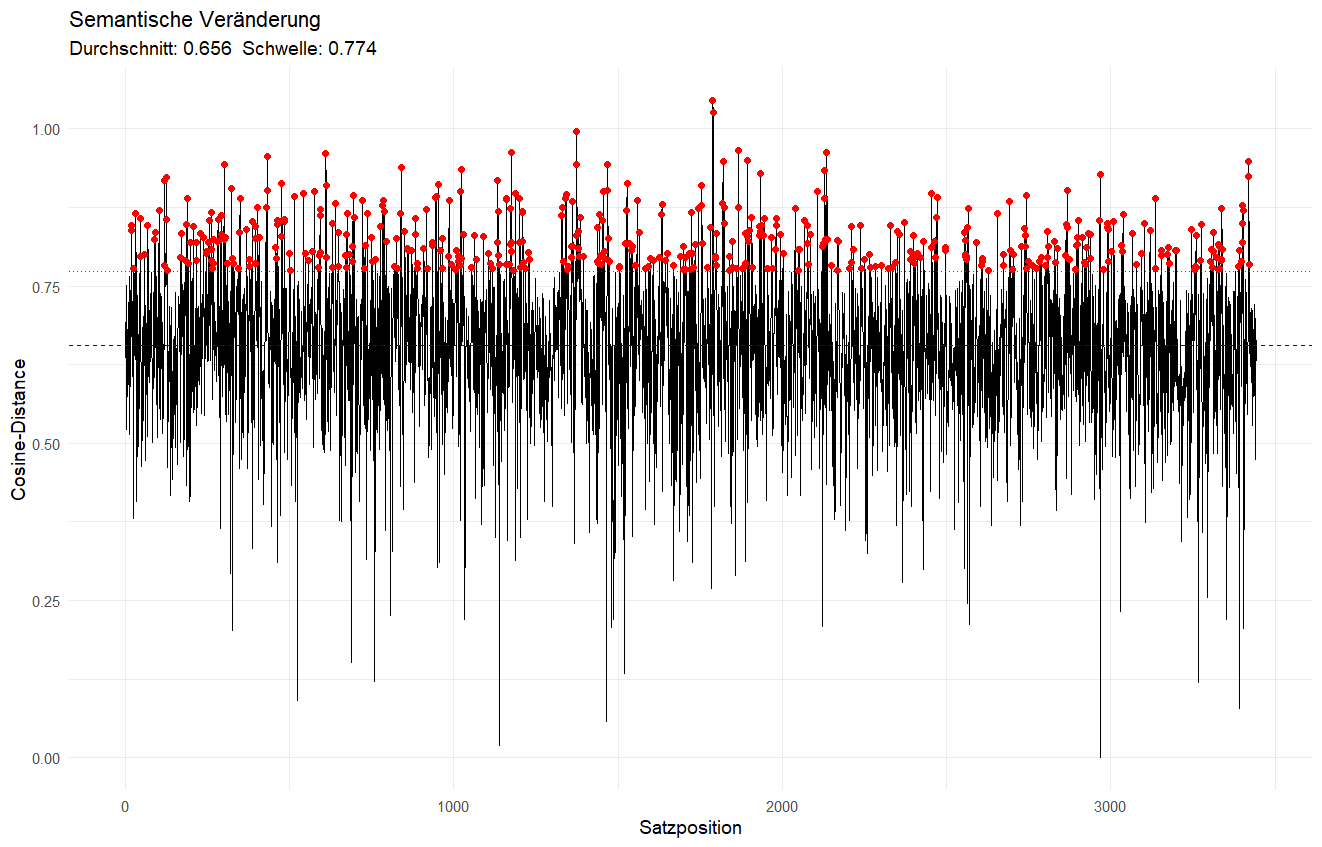 Semantische Veränderung
Durchschnitt: 0.656  Schwelle: 0.774
1.00
0.75
0.50
0.25
0.00
Cosine-Distance
0
1000
2000
3000
Satzposition